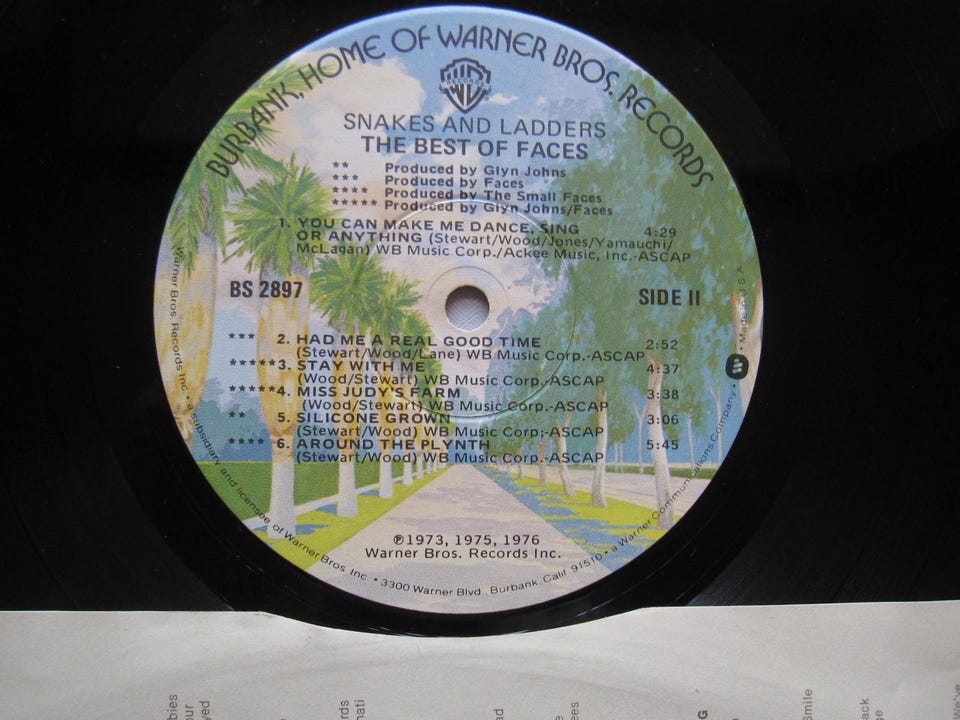 BURBANK, HOME OF WARNER BROS. RECORDS
WB
RECORDS
SNAKES AND LADDERS
THE BEST OF FACES
** Produced by Glyn Johns
*** Produced by Faces
**** Produced by The Small Faces
***** Produced by Glyn Johns/Faces
1. YOU CAN MAKE ME DANCE, SING 4:29
OR ANYTHING (Stewart/Wood/Jones/Yamauchi/
McLagan) WB Music Corp./Ackee Music, Inc.-ASCAP
BS 2897 SIDE II
*** 2. HAD ME A REAL GOOD TIME 2:52
(Stewart/Wood/Lane) WB Music Corp.-ASCAP
***** 3. STAY WITH ME 4:37
(Wood/Stewart) WB Music Corp.-ASCAP
***** 4. MISS JUDY'S FARM 3:38
(Wood/Stewart) WB Music Corp.-ASCAP
** 5. SILICONE GROWN 3:06
(Stewart/Wood) WB Music Corp;-ASCAP
**** 6. AROUND THE PLYNTH 5:45
(Stewart/Wood) WB Music Corp.-ASCAP
℗1973, 1975, 1976
Warner Bros. Records Inc.
Warner Bros. Records Inc. • a subsidiary and licensee of Warner Bros. Inc. • 3300 Warner Blvd., Burbank, Calif. 91510 • a Warner Communications Company • Made in U.S.A.
Smile
We've